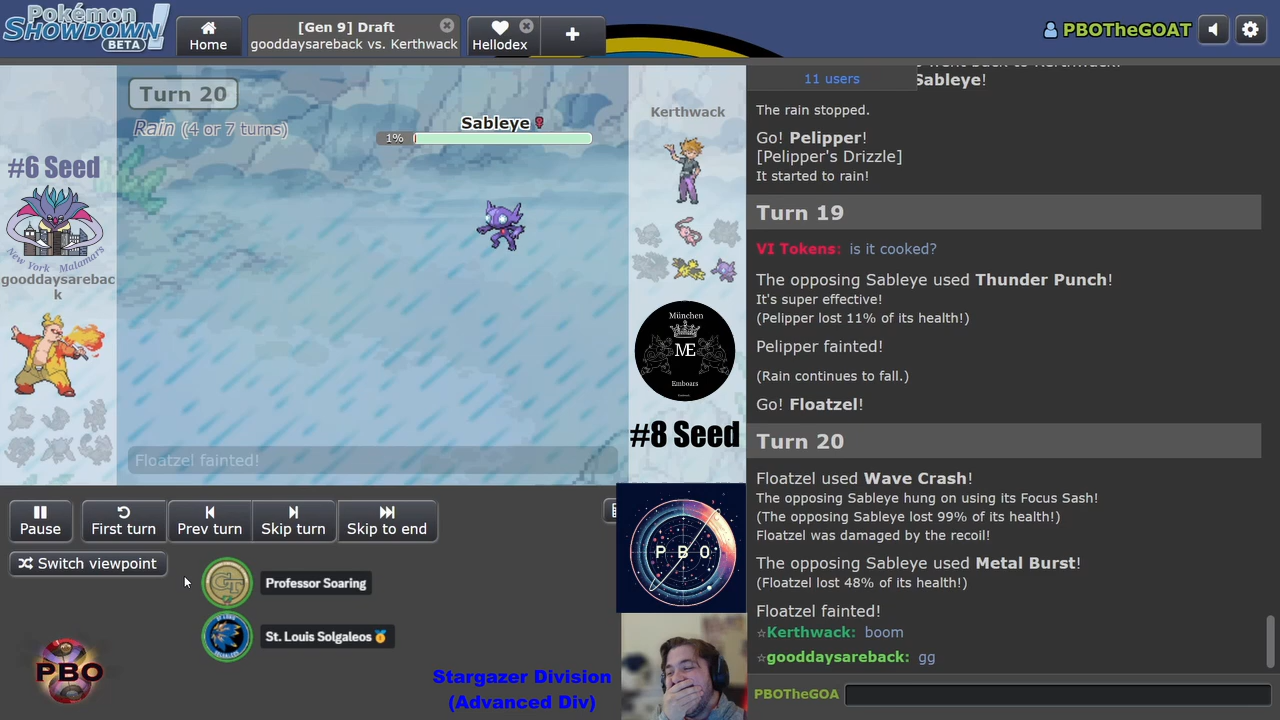 Pokémon
SHOWDOWN!
BETA
Home
[Gen 9] Draft
gooddaysareback vs. Kerthwack
Hellodex
PBOTheGOAT
Turn 20
Rain (4 or 7 turns)
Sableye
1%
#6 Seed
New York Malamars
gooddaysarebac
k
Floatzel fainted!
Kerthwack
München
ME
Emboars
#8 Seed
11 users
Sableye!
The rain stopped.
Go! Pelipper!
[Pelipper's Drizzle]
It started to rain!
Turn 19
VI Tokens: is it cooked?
The opposing Sableye used Thunder Punch!
It's super effective!
(Pelipper lost 11% of its health!)
Pelipper fainted!
(Rain continues to fall.)
Go! Floatzel!
Turn 20
Floatzel used Wave Crash!
The opposing Sableye hung on using its Focus Sash!
(The opposing Sableye lost 99% of its health!)
Floatzel was damaged by the recoil!
The opposing Sableye used Metal Burst!
(Floatzel lost 48% of its health!)
Floatzel fainted!
☆Kerthwack: boom
☆gooddaysareback: gg
PBOTheGOA
Pause
First turn
Prev turn
Skip turn
Skip to end
Switch viewpoint
GT
Professor Soaring
St. Louis Solgaleos
PBO
PBO
Stargazer Division
(Advanced Div)